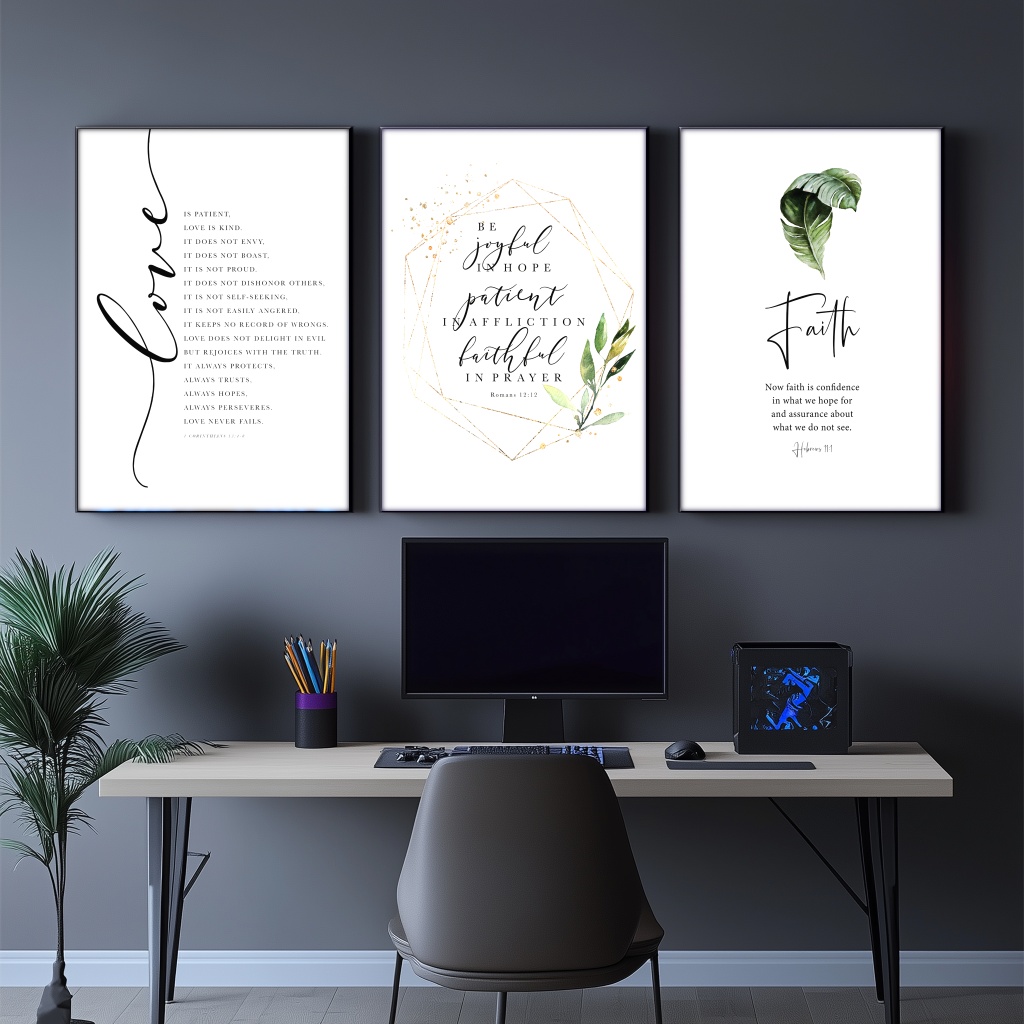 love
IS PATIENT,
LOVE IS KIND.
IT DOES NOT ENVY,
IT DOES NOT BOAST,
IT IS NOT PROUD.
IT DOES NOT DISHONOR OTHERS,
IT IS NOT SELF-SEEKING,
IT IS NOT EASILY ANGERED,
IT KEEPS NO RECORD OF WRONGS.
LOVE DOES NOT DELIGHT IN EVIL
BUT REJOICES WITH THE TRUTH.
IT ALWAYS PROTECTS,
ALWAYS TRUSTS,
ALWAYS HOPES,
ALWAYS PERSEVERES.
LOVE NEVER FAILS.
BE
joyful
IN HOPE
patient
IN AFFLICTION
faithful
IN PRAYER
Romans 12:12
Faith
Now faith is confidence
in what we hope for
and assurance about
what we do not see.
Hebrews 11:1